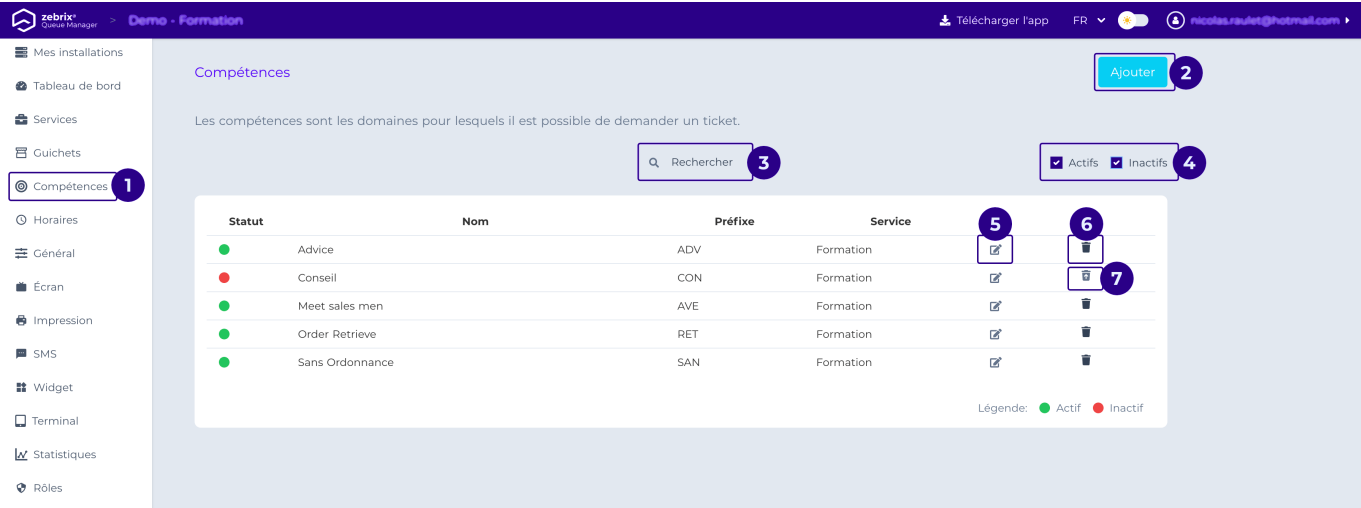 zebrix® > Demo - Formation Télécharger l'app FR nicolas.raulet@hotmail.com
Queue Manager
Mes installations
Tableau de bord
Services
Guichets
Compétences 1
Horaires
Général
Écran
Impression
SMS
Widget
Terminal
Statistiques
Rôles
Compétences
Ajouter 2
Les compétences sont les domaines pour lesquels il est possible de demander un ticket.
Rechercher 3
Actifs Inactifs 4
Statut Nom Préfixe Service 5 6
Advice ADV Formation
Conseil CON Formation 7
Meet sales men AVE Formation
Order Retrieve RET Formation
Sans Ordonnance SAN Formation
Légende: Actif Inactif